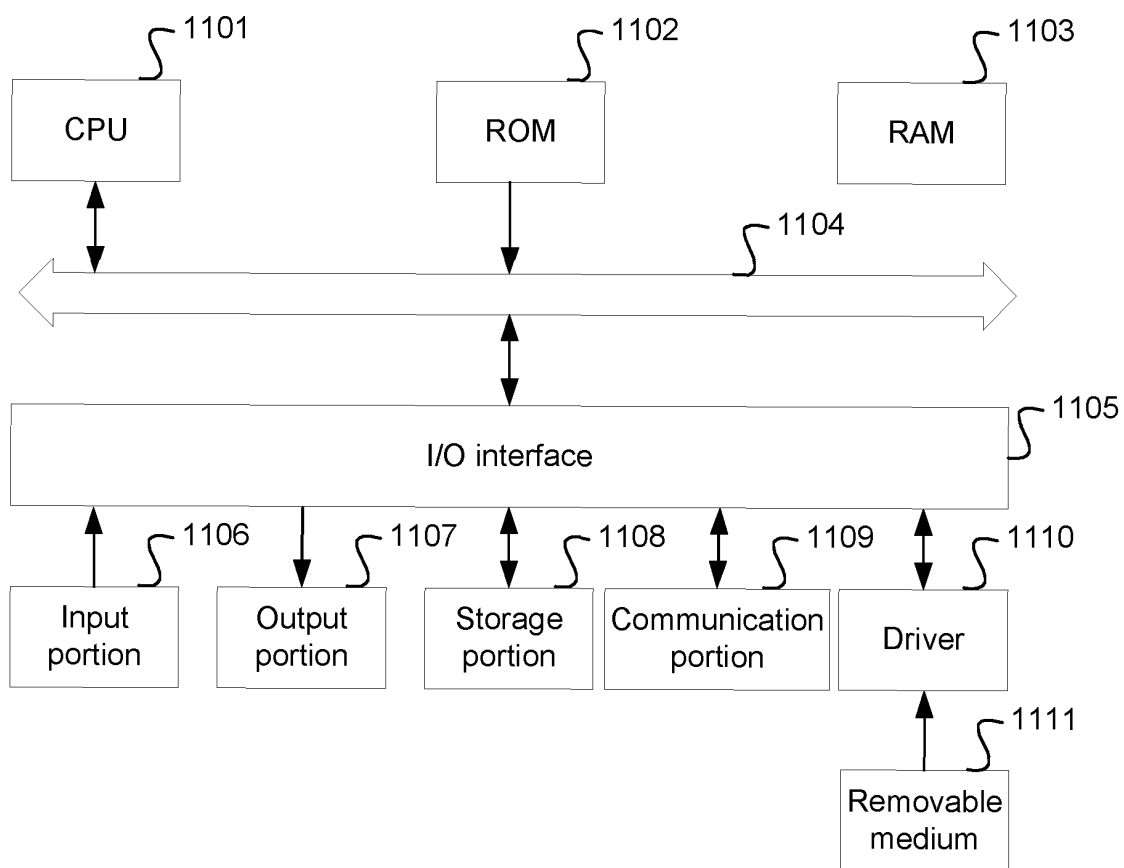 1101
1102
1103
CPU
ROM
RAM
1104
1105
I/O interface
1106
1107
1108
1109
1110
Input
portion
Output
portion
Storage
portion
Communication
portion
Driver
1111
Removable
medium